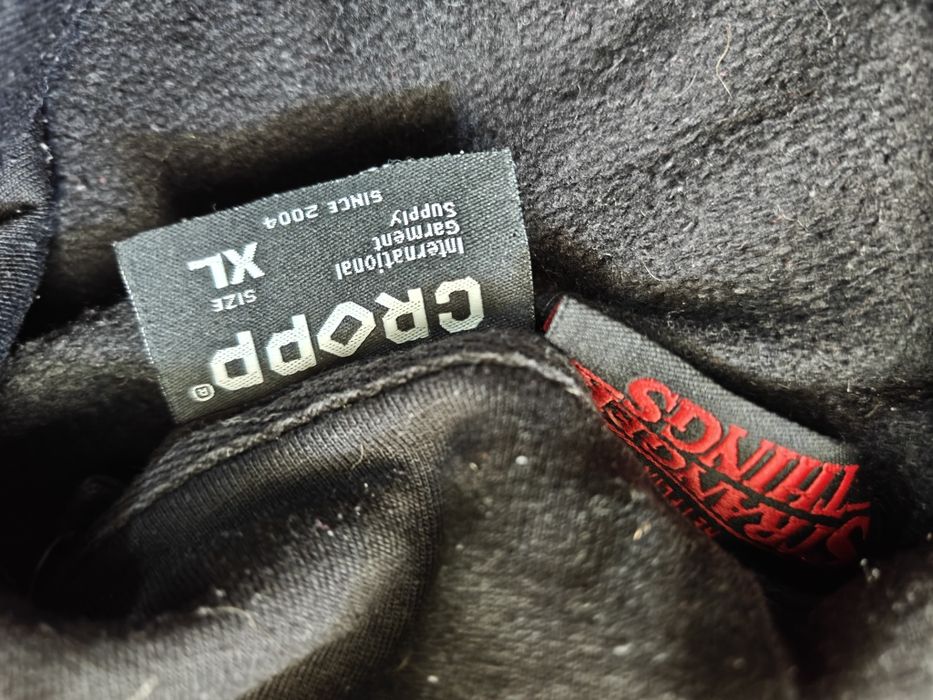 CROPP®
International
Garment
Supply
SIZE
XL
SINCE 2004
STRANGER
THINGS